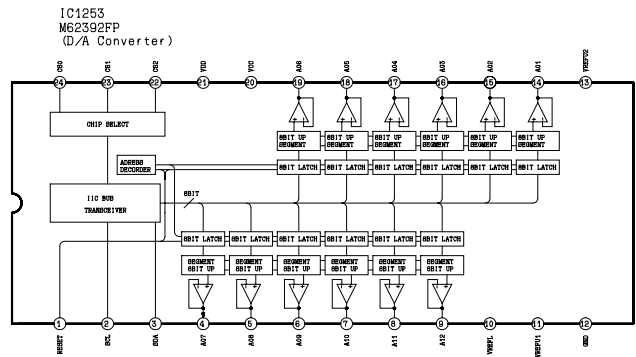 IC1253
M62392FP
(D/A Converter)
CS0 CS1 CS2 VDD VCC AO6 AO5 AO4 AO3 AO2 AO1 VREFU2
24 23 22 21 20 19 18 17 16 15 14 13
CHIP SELECT
8BIT UP SEGMENT
8BIT UP SEGMENT
8BIT UP SEGMENT
8BIT UP SEGMENT
8BIT UP SEGMENT
8BIT UP SEGMENT
ADRESS
DECORDER
8BIT LATCH 8BIT LATCH 8BIT LATCH 8BIT LATCH 8BIT LATCH 8BIT LATCH
IIC BUS
TRANSCEIVER
8BIT
8BIT LATCH 8BIT LATCH 8BIT LATCH 8BIT LATCH 8BIT LATCH 8BIT LATCH
SEGMENT 8BIT UP
SEGMENT 8BIT UP
SEGMENT 8BIT UP
SEGMENT 8BIT UP
SEGMENT 8BIT UP
SEGMENT 8BIT UP
1 2 3 4 5 6 7 8 9 10 11 12
RESET SCL SDA AO7 AO8 AO9 A10 A11 A12 VREFL VREFU1 GND